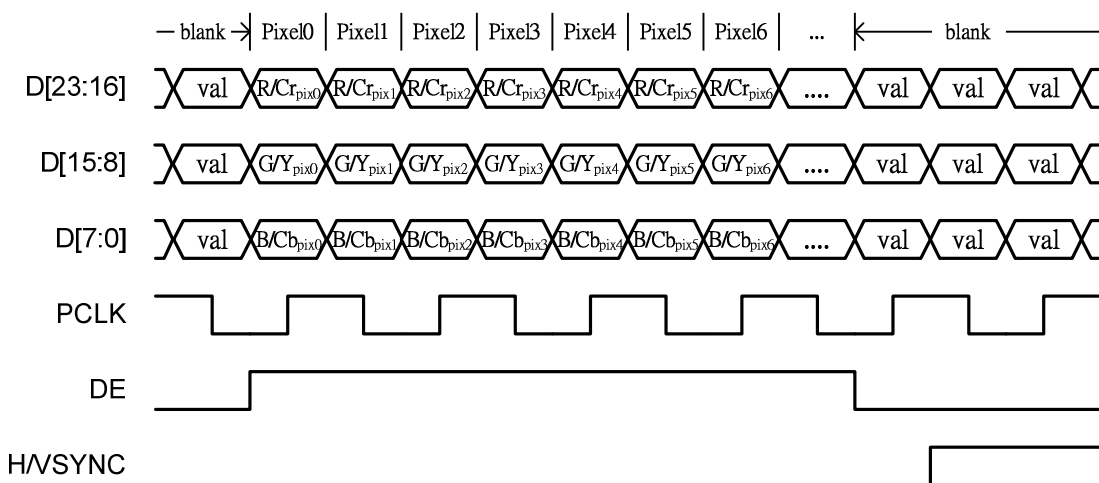 blank Pixel0 Pixel1 Pixel2 Pixel3 Pixel4 Pixel5 Pixel6 ... blank
D[23:16] val R/Crpix0 R/Crpix1 R/Crpix2 R/Crpix3 R/Crpix4 R/Crpix5 R/Crpix6 .... val val val
D[15:8] val G/Ypix0 G/Ypix1 G/Ypix2 G/Ypix3 G/Ypix4 G/Ypix5 G/Ypix6 .... val val val
D[7:0] val B/Cbpix0 B/Cbpix1 B/Cbpix2 B/Cbpix3 B/Cbpix4 B/Cbpix5 B/Cbpix6 .... val val val
PCLK
DE
H/VSYNC